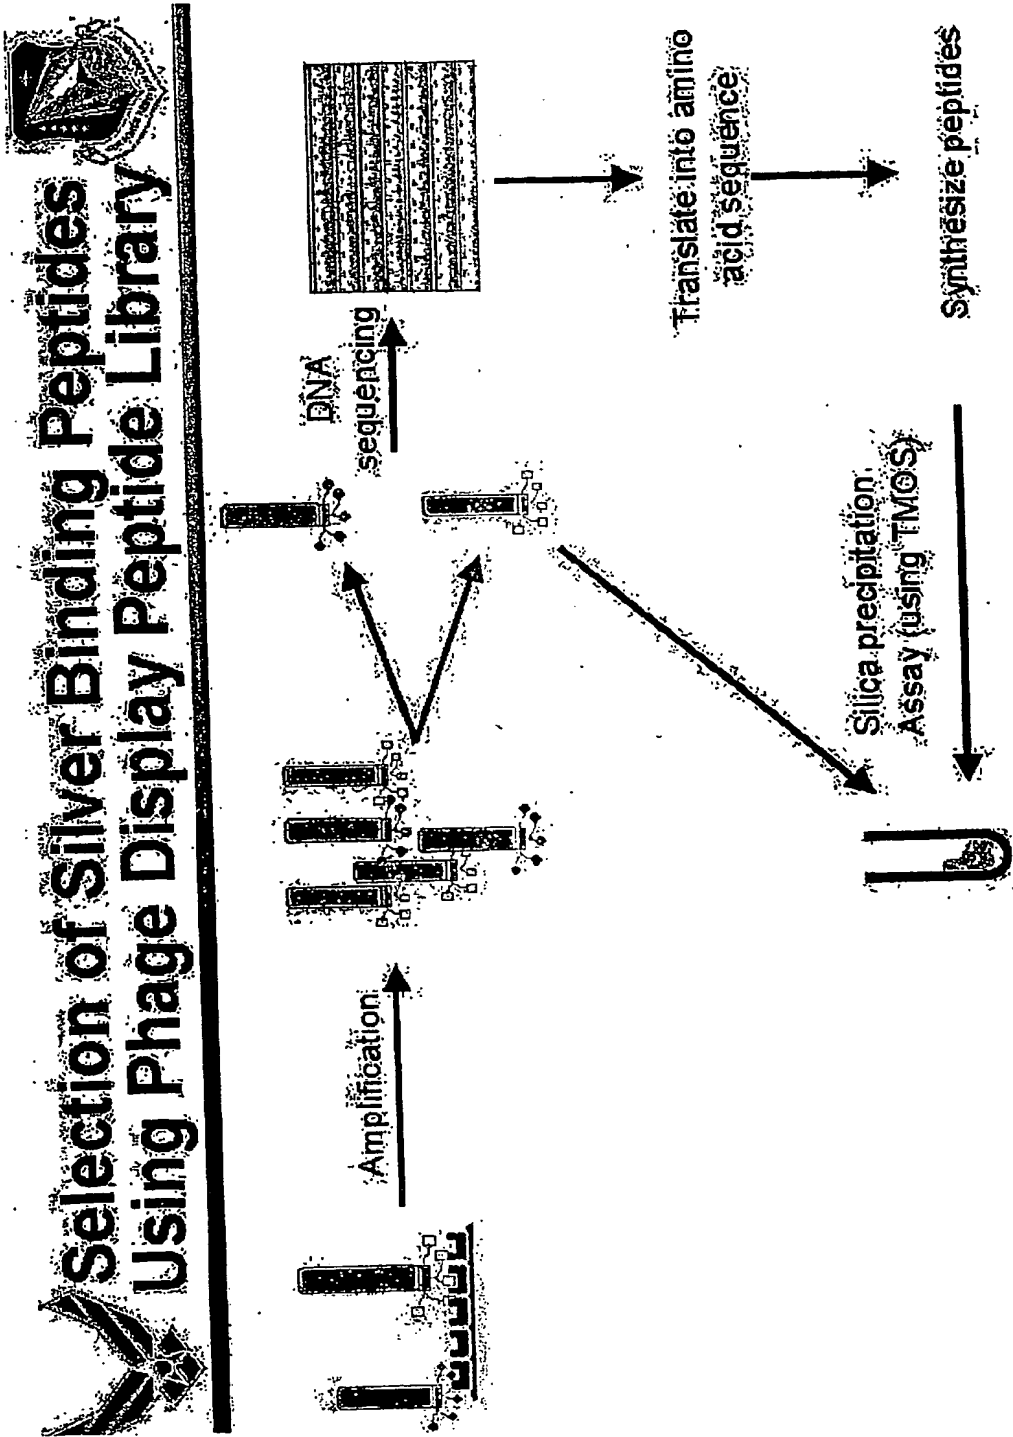 Selection of Silver Binding Peptides
Using Phage Display Peptide Library
Amplification
DNA
sequencing
Translate into amino
acid sequence
Silica precipitation
Assay (using TMOS)
Synthesize peptides